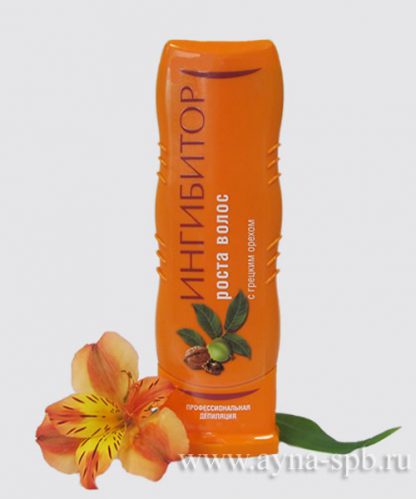 ИНГИБИТОР
роста волос
с грецким орехом
ПРОФЕССИОНАЛЬНАЯ
ДЕПИЛЯЦИЯ
www.ayna-spb.ru